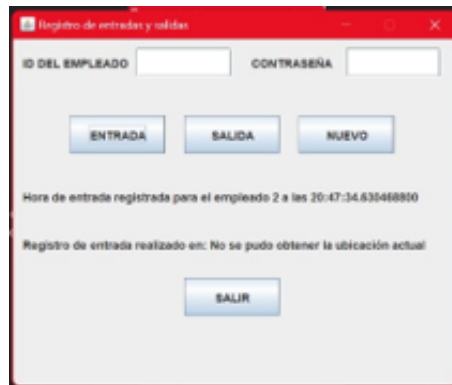 Registro de entradas y salidas
ID DEL EMPLEADO CONTRASEÑA
ENTRADA SALIDA NUEVO
Hora de entrada registrada para el empleado 2 a las 20:47:34.630468800
Registro de entrada realizado en: No se pudo obtener la ubicación actual
SALIR